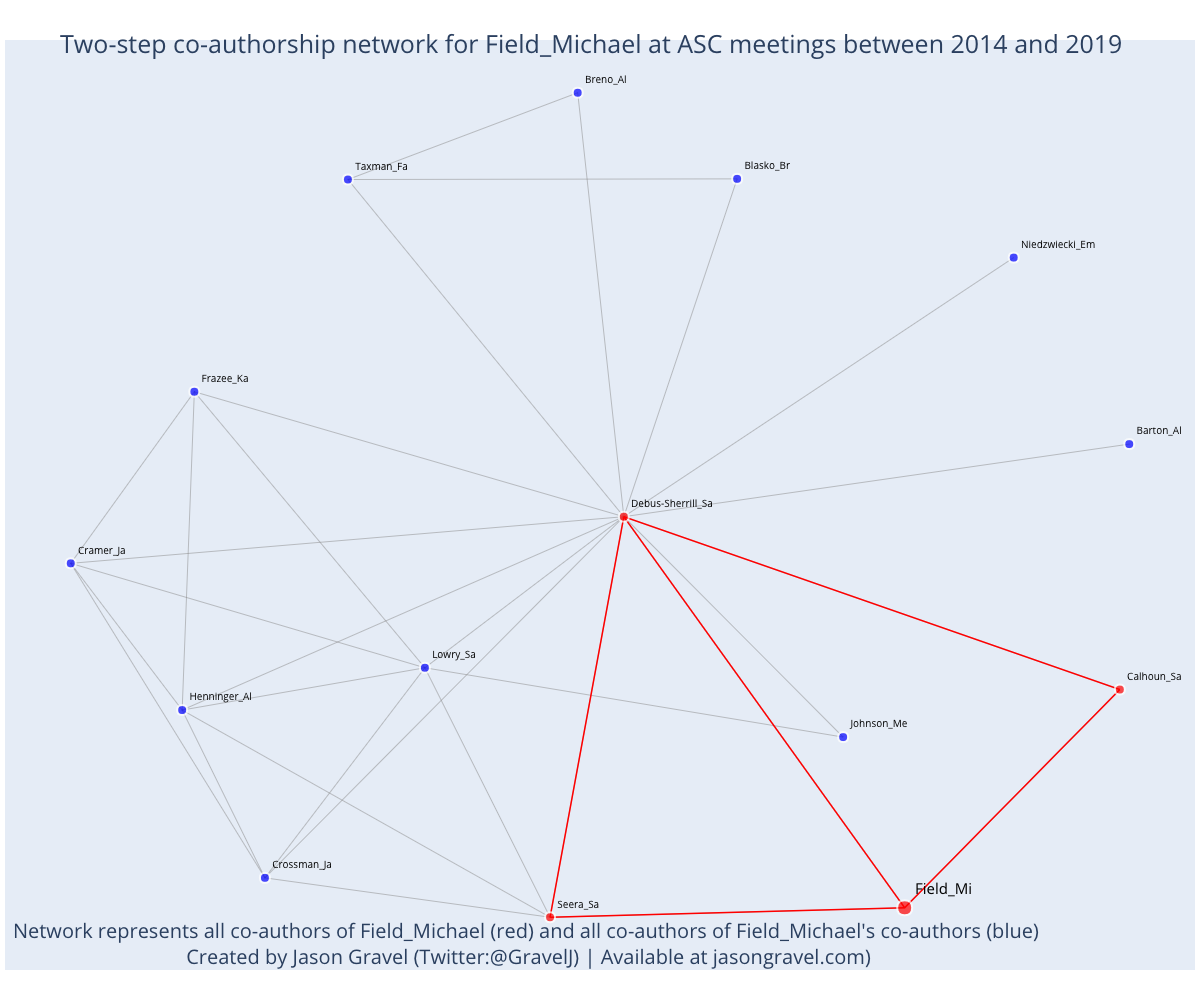 Two-step co-authorship network for Field_Michael at ASC meetings between 2014 and 2019
Breno_Al
Taxman_Fa
Blasko_Br
Niedzwiecki_Em
Frazee_Ka
Barton_Al
Debus-Sherrill_Sa
Cramer_Ja
Lowry_Sa
Calhoun_Sa
Henninger_Al
Johnson_Me
Crossman_Ja
Field_Mi
Seera_Sa
Network represents all co-authors of Field_Michael (red) and all co-authors of Field_Michael's co-authors (blue)
Created by Jason Gravel (Twitter:@GravelJ) | Available at jasongravel.com)